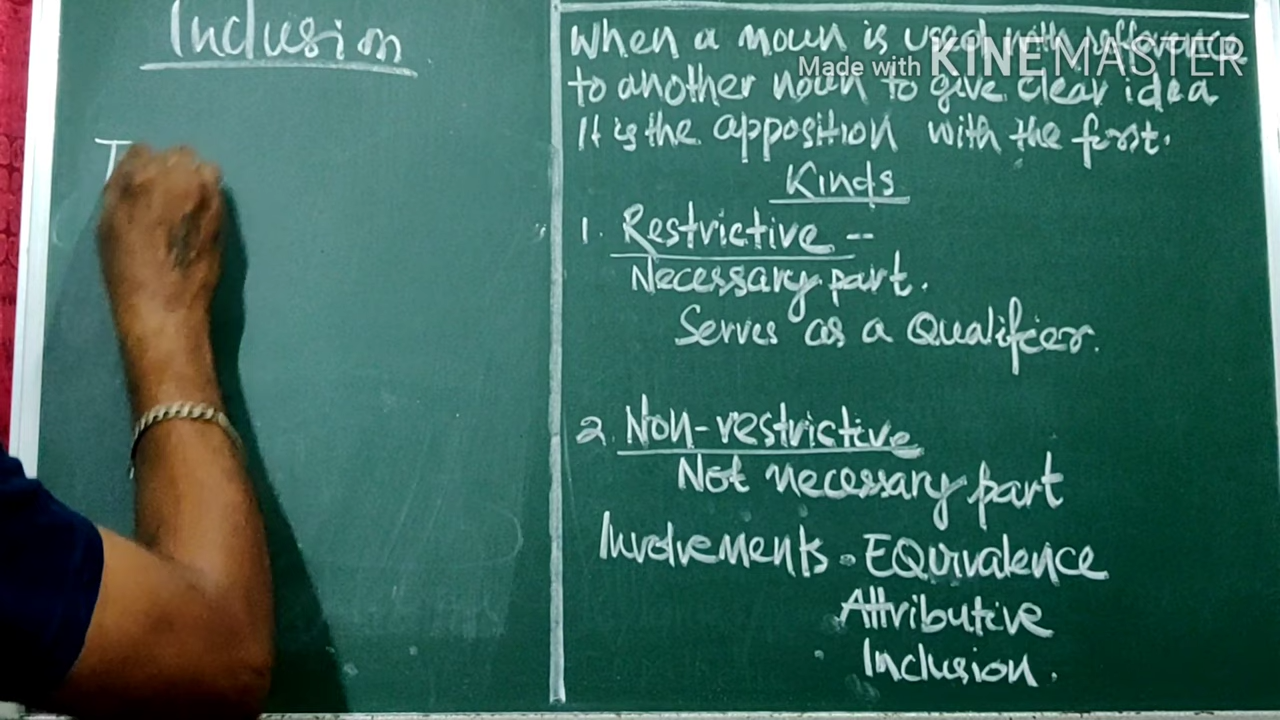 Inclusion
T
When a noun is used with refference
to another noun to give clear idea
It is the apposition with the first.
Kinds
1. Restrictive --
Necessary part.
Serves as a Qualifier.
2. Non-restrictive
Not necessary part
Involvements. EQuivalence
Attributive
Inclusion.
Made with KINEMASTER